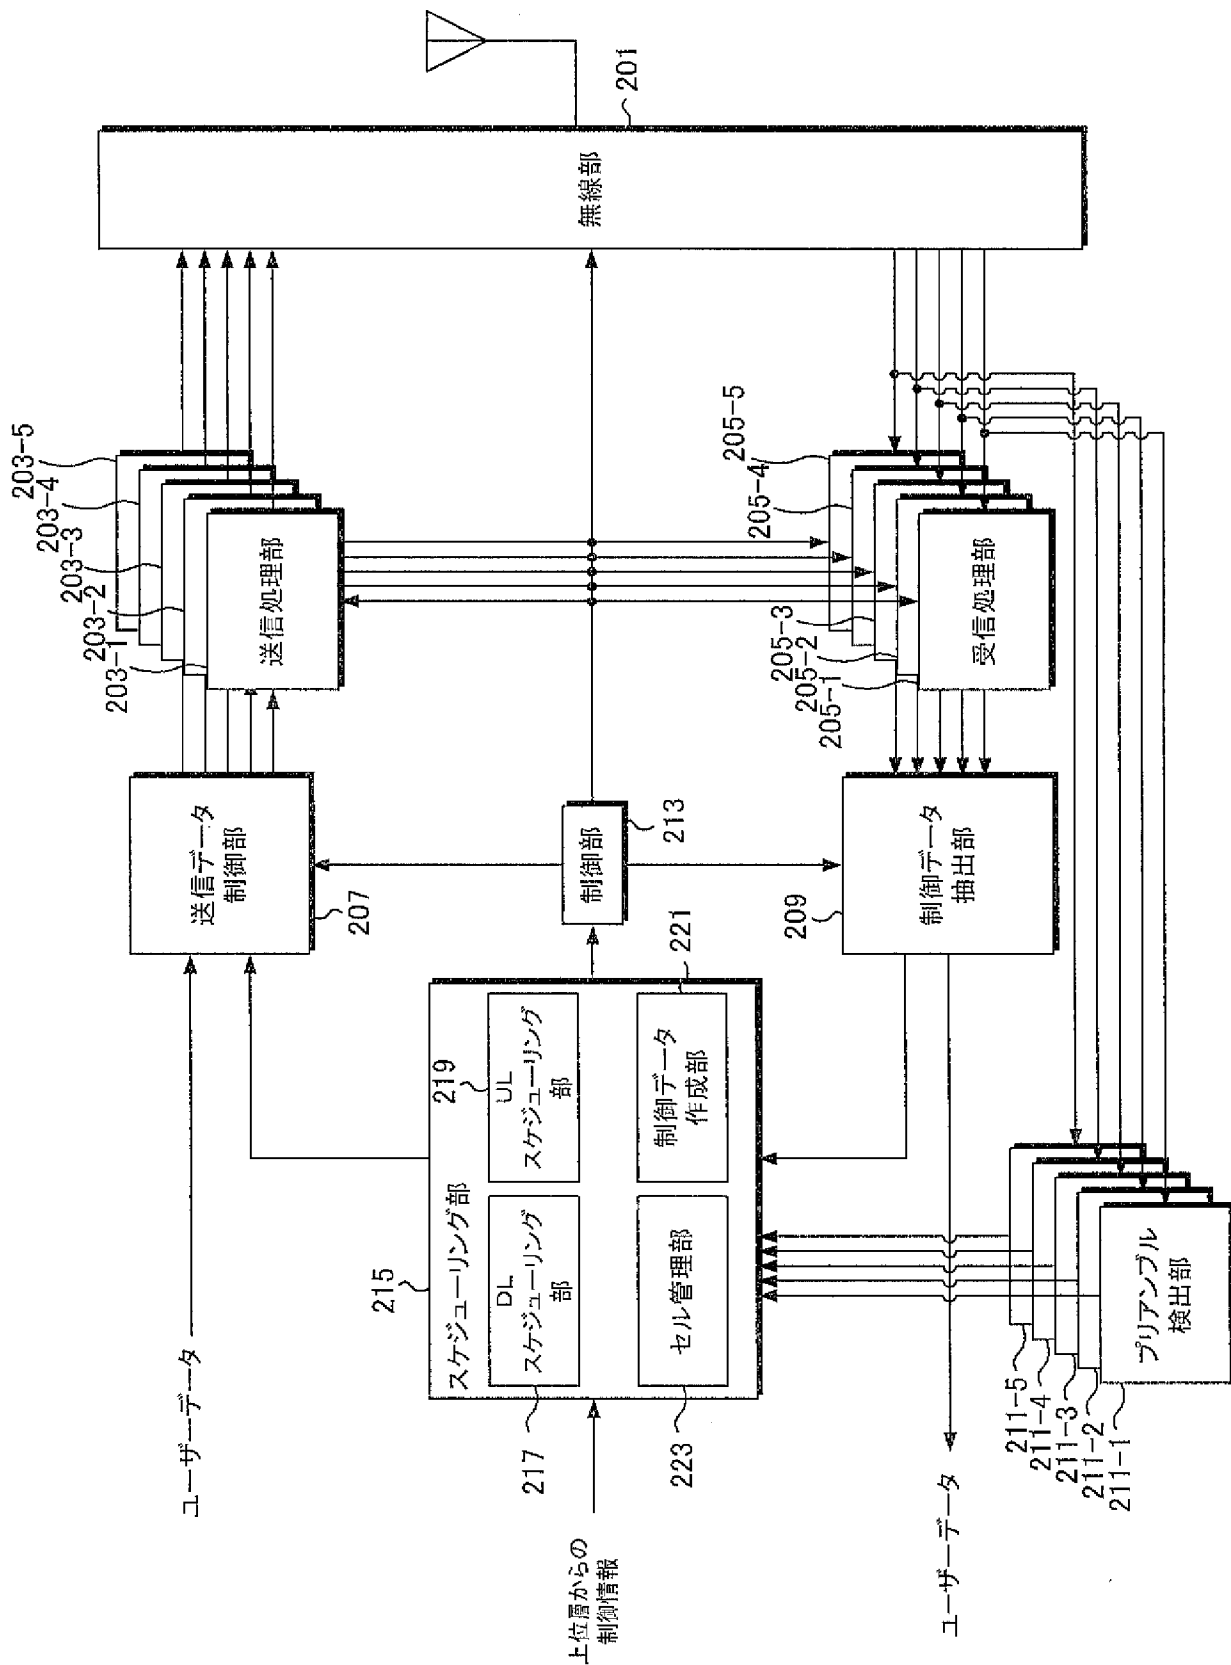 201
無線部
203-5
203-4
203-3
203-2
203-1
送信処理部
205-5
205-4
205-3
205-2
205-1
受信処理部
送信データ
制御部
207
制御部
213
制御データ
抽出部
209
スケジューリング部
215
DL
スケジューリング
部
217
UL
スケジューリング
部
219
セル管理部
223
制御データ
作成部
221
プリアンブル
検出部
211-5
211-4
211-3
211-2
211-1
ユーザーデータ
上位層からの
制御情報
ユーザーデータ